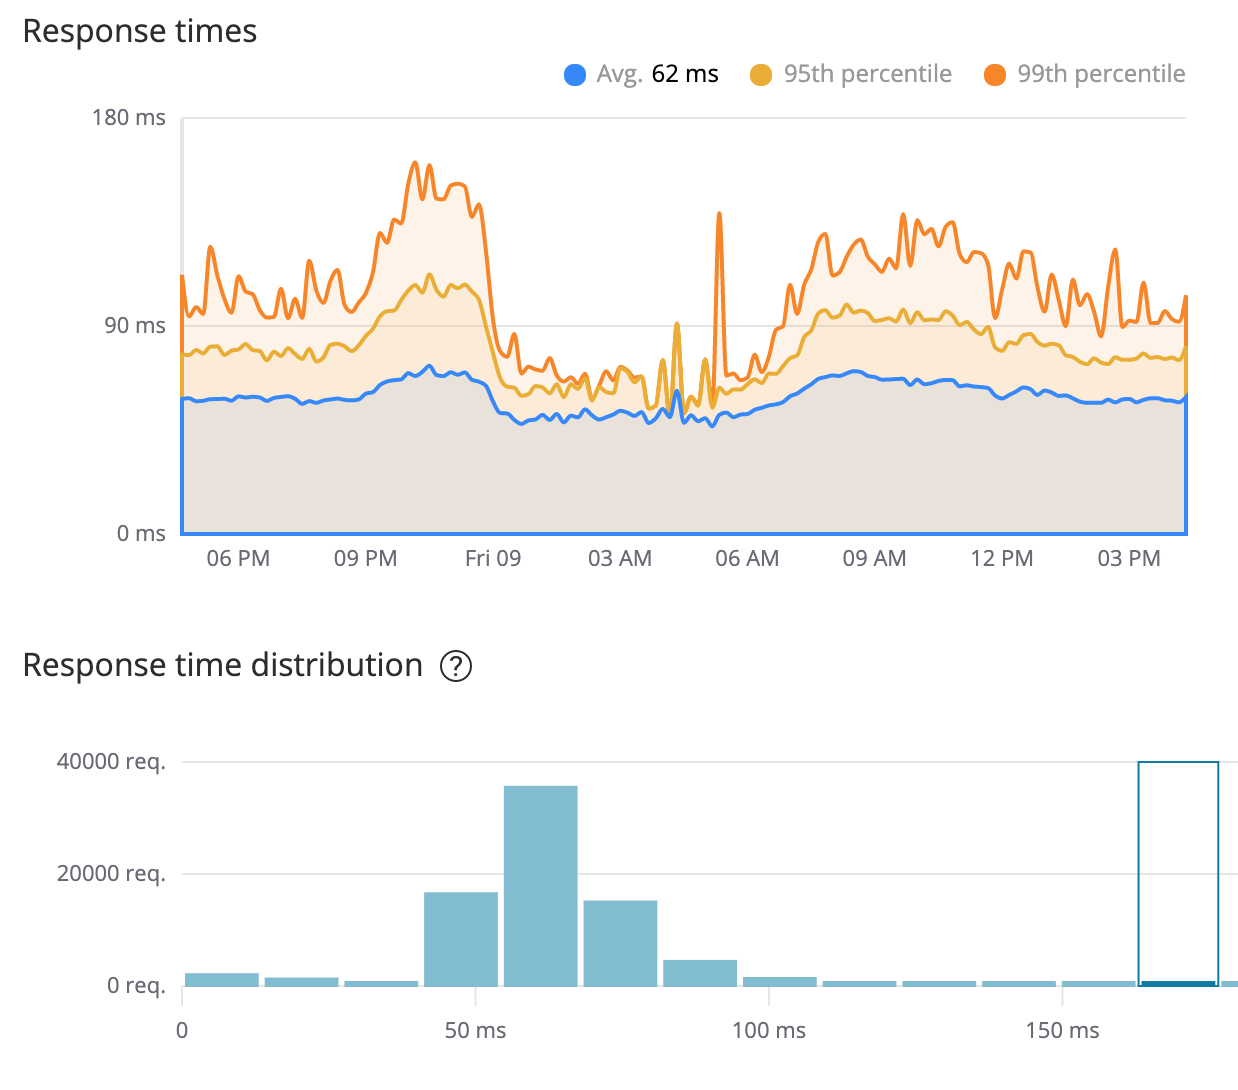 Response times
Avg. 62 ms 95th percentile 99th percentile
180 ms
90 ms
0 ms
06 PM 09 PM Fri 09 03 AM 06 AM 09 AM 12 PM 03 PM
Response time distribution ?
40000 req.
20000 req.
0 req.
0 50 ms 100 ms 150 ms